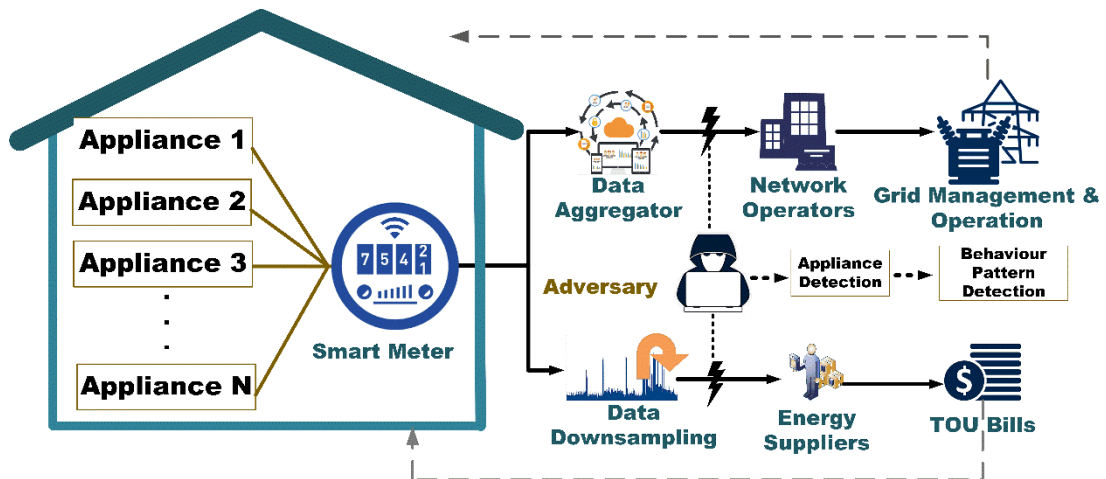 Appliance 1
Appliance 2
Appliance 3
Appliance N
7 5 4 2
1
Smart Meter
Data
Aggregator
Network
Operators
Grid Management &
Operation
Adversary
Appliance
Detection
Behaviour
Pattern
Detection
Data
Downsampling
Energy
Suppliers
$
TOU Bills